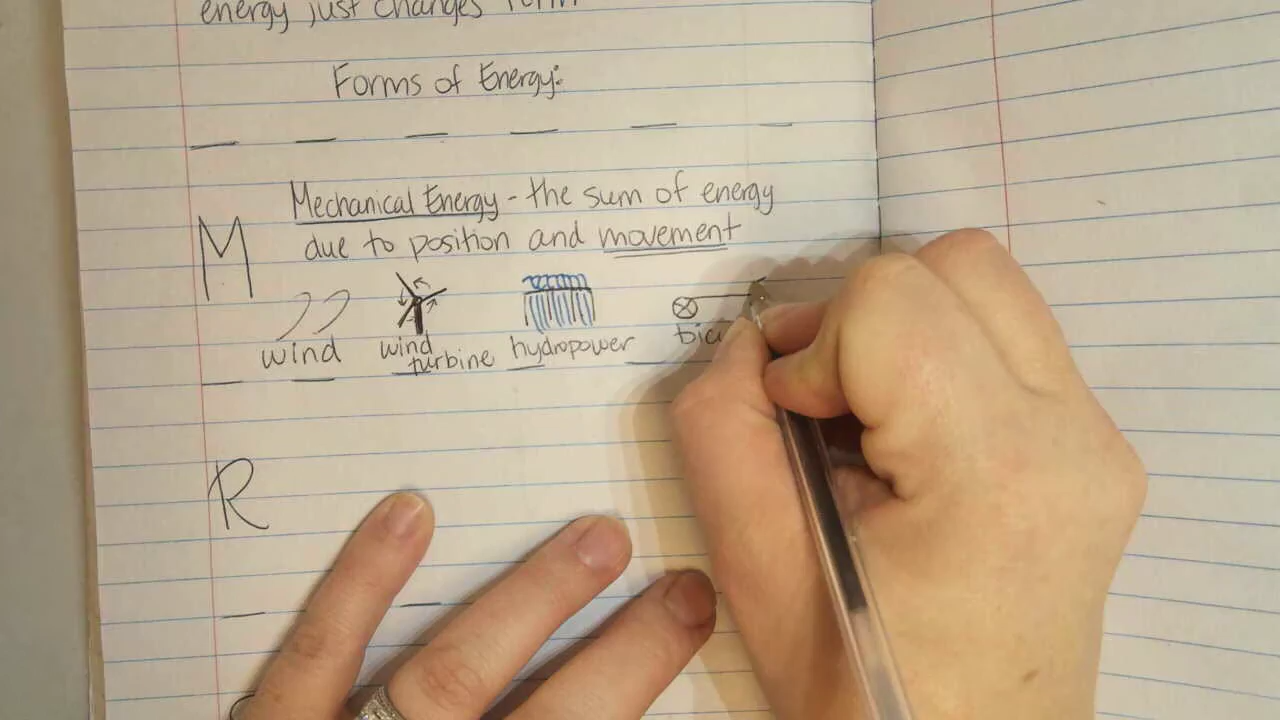 energy just changes form
Forms of Energy:
Mechanical Energy - the sum of energy
M
due to position and movement
wind
wind turbine
hydropower
R